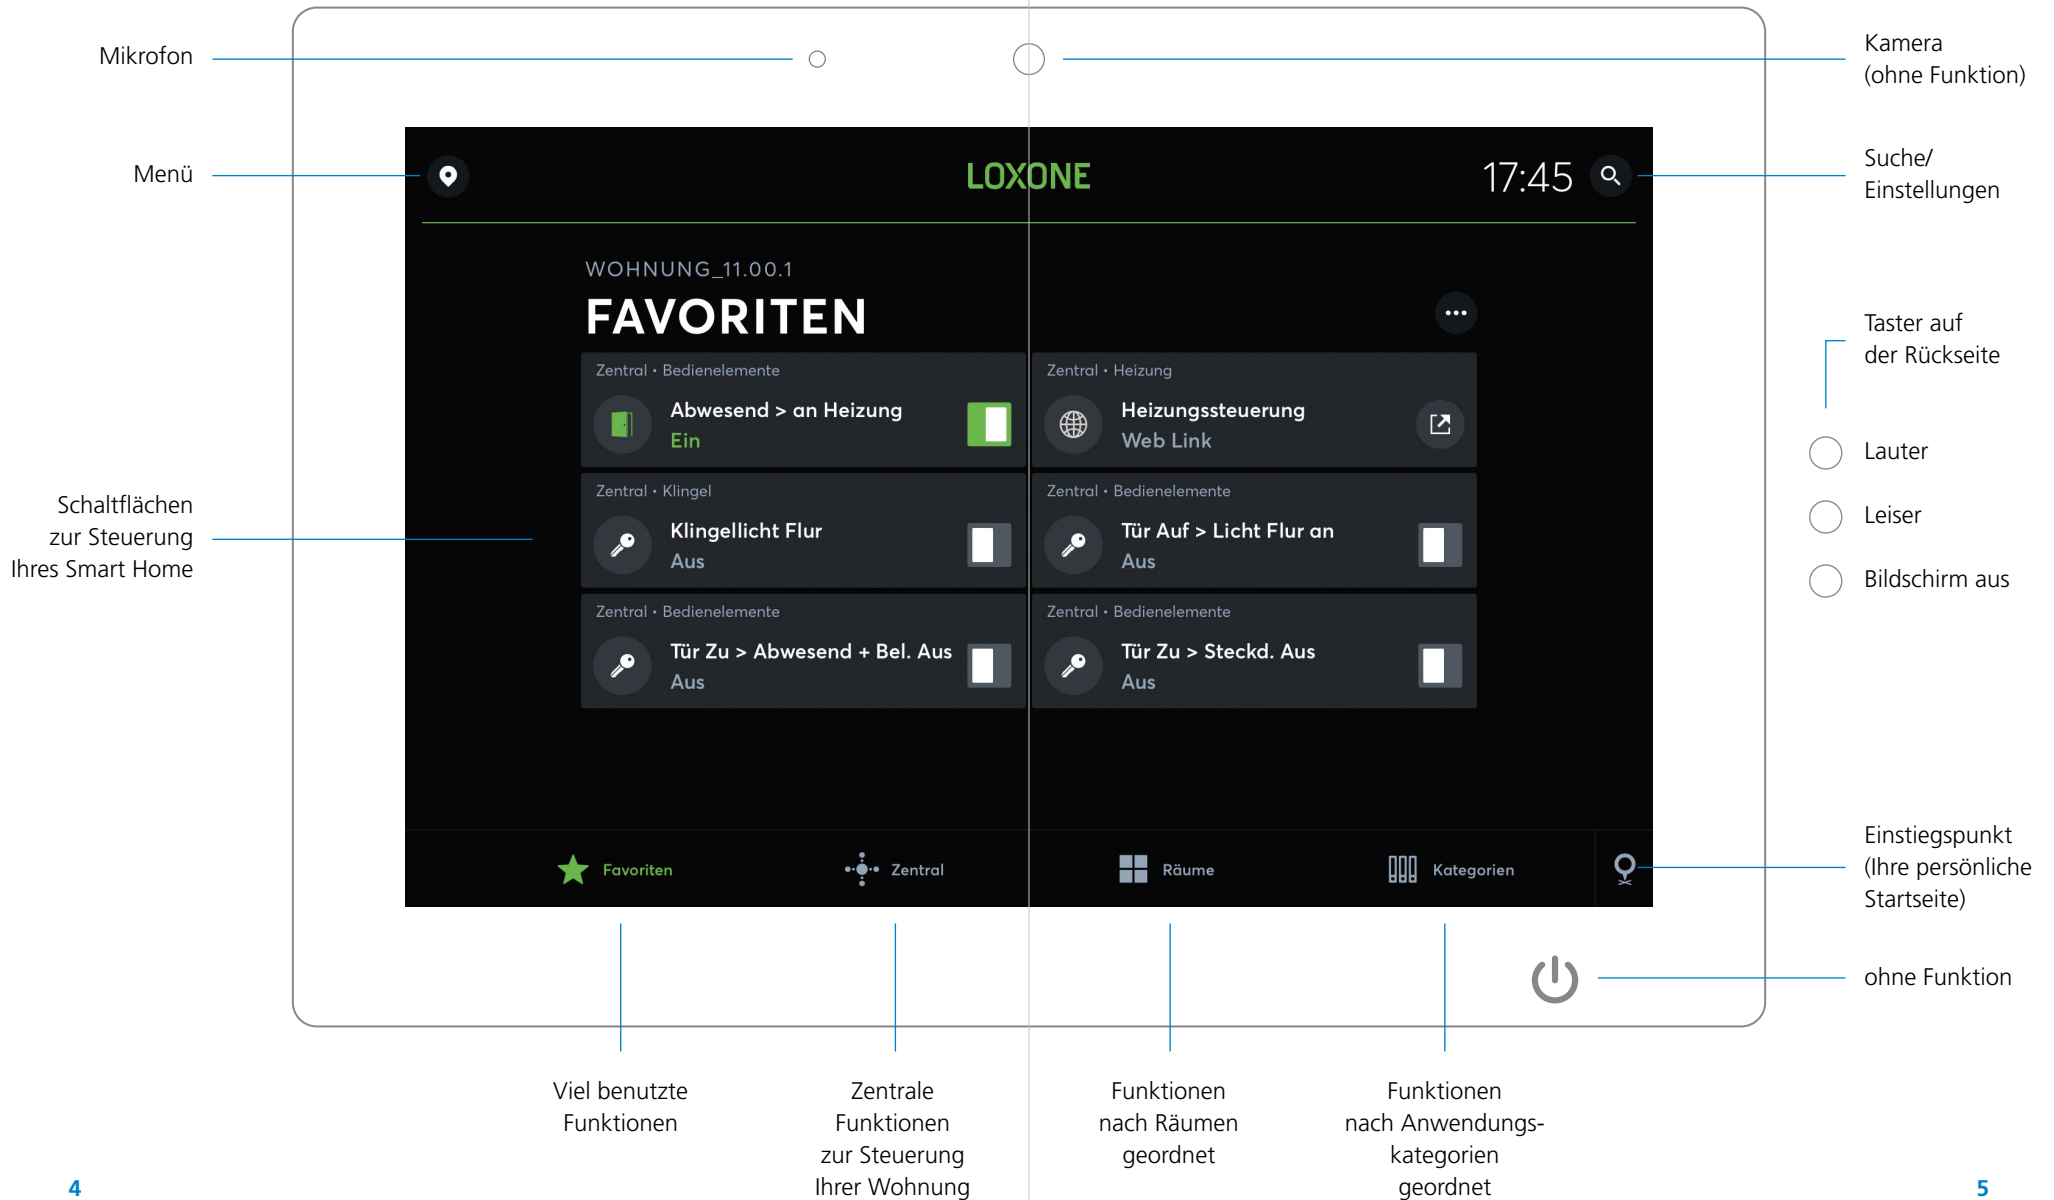 Mikrofon
Kamera
(ohne Funktion)
Menü
LOXONE
17:45
Suche/
Einstellungen
WOHNUNG_11.00.1
FAVORITEN
Zentral • Bedienelemente
Abwesend > an Heizung
Ein
Zentral • Heizung
Heizungssteuerung
Web Link
Zentral • Klingel
Klingellicht Flur
Aus
Zentral • Bedienelemente
Tür Auf > Licht Flur an
Aus
Zentral • Bedienelemente
Tür Zu > Abwesend + Bel. Aus
Aus
Zentral • Bedienelemente
Tür Zu > Steckd. Aus
Aus
Schaltflächen
zur Steuerung
Ihres Smart Home
Taster auf
der Rückseite
Lauter
Leiser
Bildschirm aus
Favoriten
Zentral
Räume
Kategorien
Einstiegspunkt
(Ihre persönliche
Startseite)
ohne Funktion
Viel benutzte
Funktionen
Zentrale
Funktionen
zur Steuerung
Ihrer Wohnung
Funktionen
nach Räumen
geordnet
Funktionen
nach Anwendungs-
kategorien
geordnet
4
5